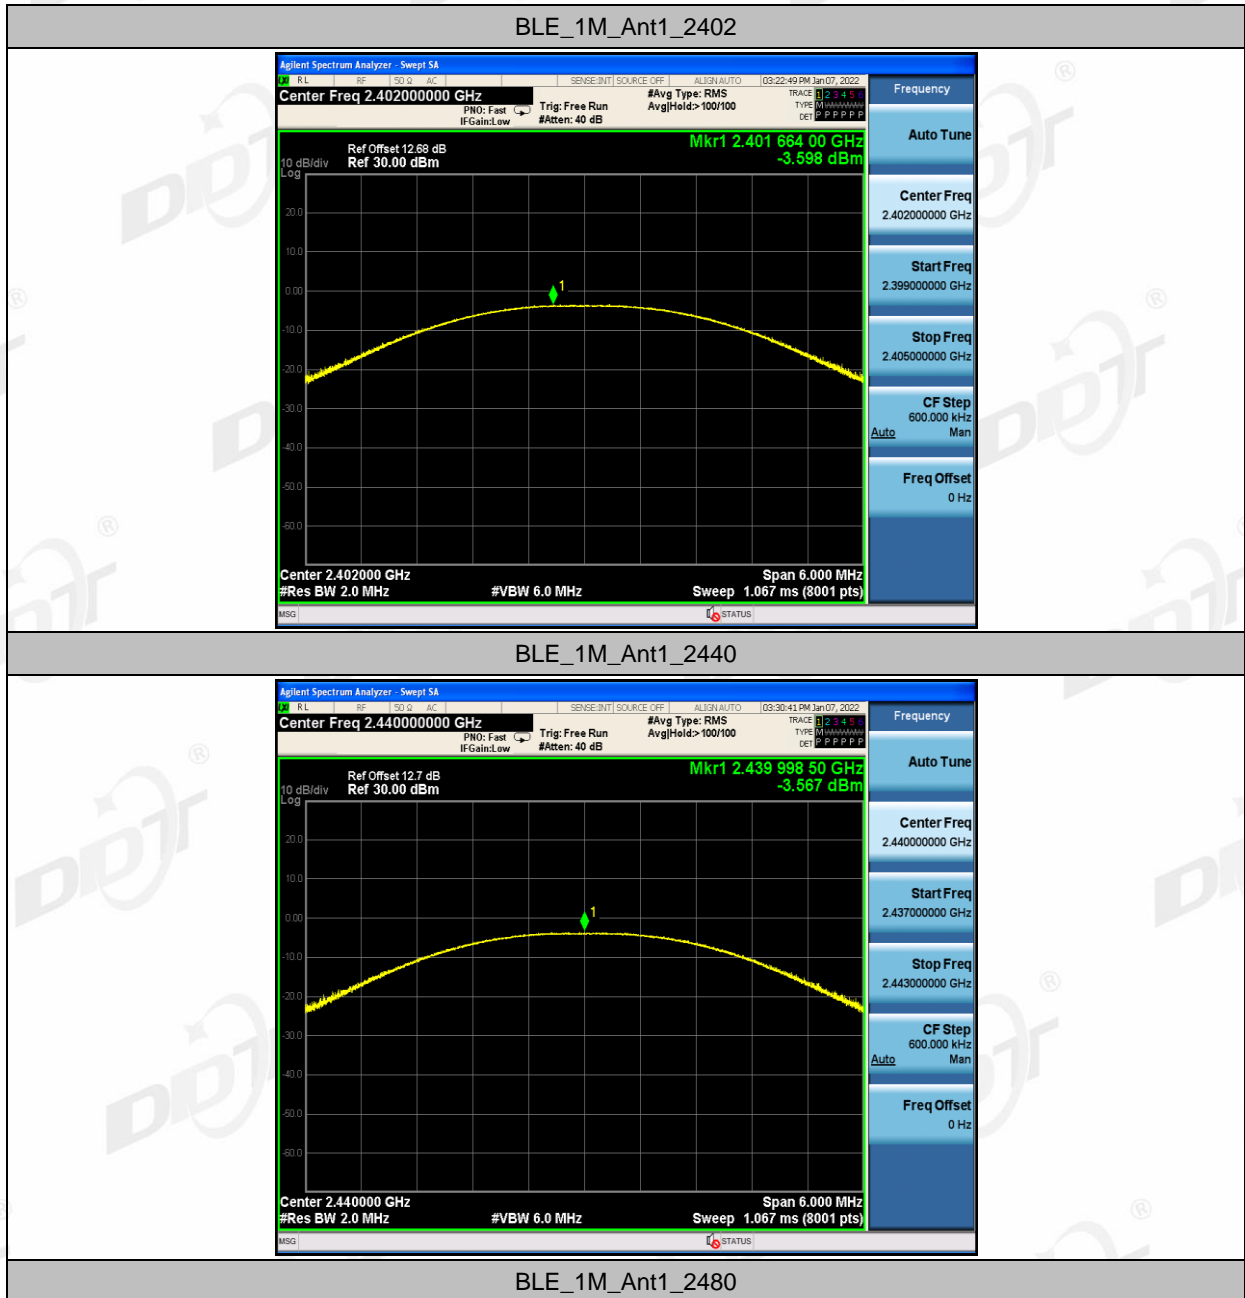 BLE_1M_Ant1_2402
Agilent Spectrum Analyzer - Swept SA
RL RF 50 Ω AC SENSE:INT SOURCE OFF ALIGN AUTO 03:22:49 PM Jan 07, 2022
Center Freq 2.402000000 GHz
PNO: Fast
IFGain:Low
Trig: Free Run
#Atten: 40 dB
#Avg Type: RMS
Avg|Hold:>100/100
TRACE 1 2 3 4 5 6
TYPE M
DET P P P P P P
Frequency
Auto Tune
Center Freq
2.402000000 GHz
Start Freq
2.399000000 GHz
Stop Freq
2.405000000 GHz
CF Step
600.000 kHz
Auto Man
Freq Offset
0 Hz
Mkr1 2.401 664 00 GHz
-3.598 dBm
Ref Offset 12.68 dB
10 dB/div Ref 30.00 dBm
Log
20.0
10.0
0.00
-10.0
-20.0
-30.0
-40.0
-50.0
-60.0
1
Center 2.402000 GHz Span 6.000 MHz
#Res BW 2.0 MHz #VBW 6.0 MHz Sweep 1.067 ms (8001 pts)
MSG STATUS
BLE_1M_Ant1_2440
Agilent Spectrum Analyzer - Swept SA
RL RF 50 Ω AC SENSE:INT SOURCE OFF ALIGN AUTO 03:30:41 PM Jan 07, 2022
Center Freq 2.440000000 GHz
PNO: Fast
IFGain:Low
Trig: Free Run
#Atten: 40 dB
#Avg Type: RMS
Avg|Hold:>100/100
TRACE 1 2 3 4 5 6
TYPE M
DET P P P P P P
Frequency
Auto Tune
Center Freq
2.440000000 GHz
Start Freq
2.437000000 GHz
Stop Freq
2.443000000 GHz
CF Step
600.000 kHz
Auto Man
Freq Offset
0 Hz
Mkr1 2.439 998 50 GHz
-3.567 dBm
Ref Offset 12.7 dB
10 dB/div Ref 30.00 dBm
Log
20.0
10.0
0.00
-10.0
-20.0
-30.0
-40.0
-50.0
-60.0
1
Center 2.440000 GHz Span 6.000 MHz
#Res BW 2.0 MHz #VBW 6.0 MHz Sweep 1.067 ms (8001 pts)
MSG STATUS
BLE_1M_Ant1_2480